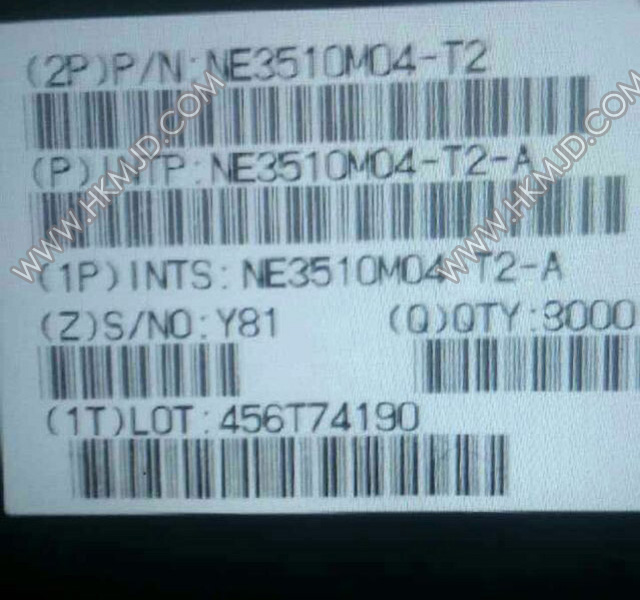 (2P)P/N:NE3510M04-T2
(P)INTP:NE3510M04-T2-A
(1P)INTS:NE3510M04-T2-A
(Z)S/NO:Y81 (Q)QTY:3000
(1T)LOT:456T74190
WWW.HKMJD.COM
WWW.HKMJD.COM